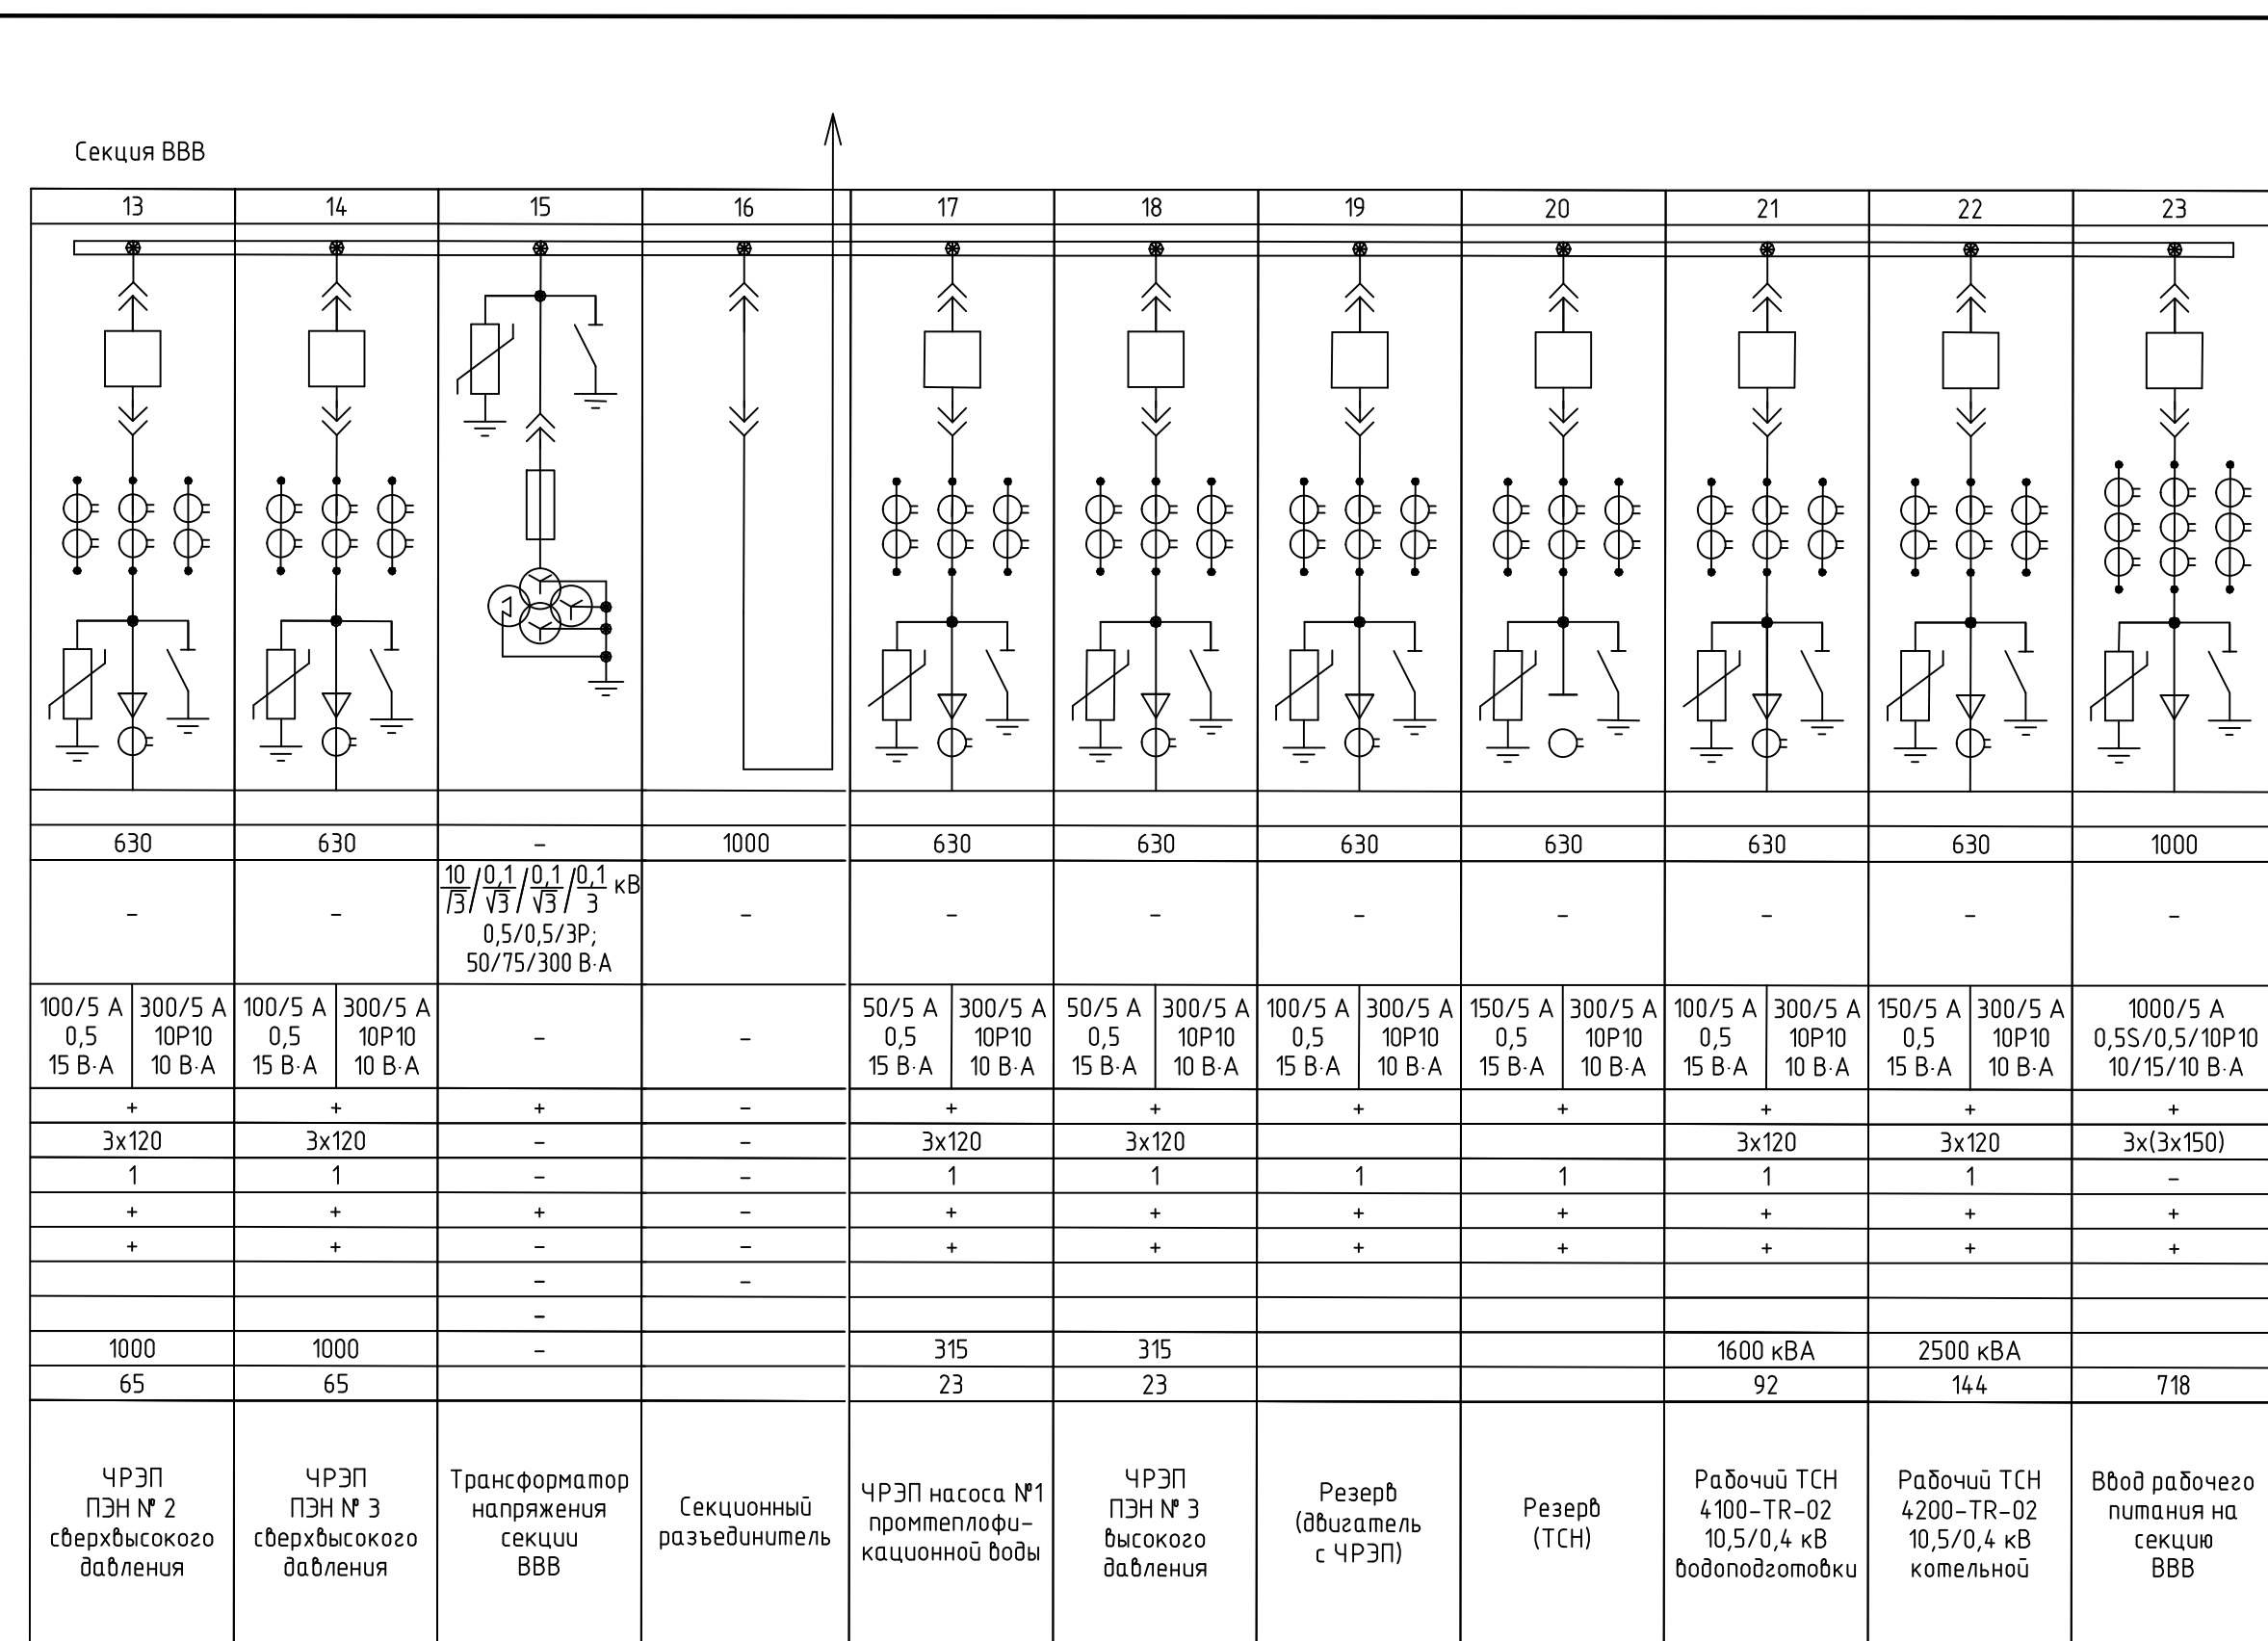 Секция ВВВ
13 14 15 16 17 18 19 20 21 22 23
630 630 – 1000 630 630 630 630 630 630 1000
– – 10/√3/0,1/√3/0,1/√3/0,1/3 кВ – – – – – – – –
0,5/0,5/3Р;
50/75/300 В·А
100/5 А 300/5 А 100/5 А 300/5 А – – 50/5 А 300/5 А 50/5 А 300/5 А 100/5 А 300/5 А 150/5 А 300/5 А 100/5 А 300/5 А 150/5 А 300/5 А 1000/5 А
0,5 10Р10 0,5 10Р10 0,5 10Р10 0,5 10Р10 0,5 10Р10 0,5 10Р10 0,5 10Р10 0,5 10Р10 0,5S/0,5/10Р10
15 В·А 10 В·А 15 В·А 10 В·А 15 В·А 10 В·А 15 В·А 10 В·А 15 В·А 10 В·А 15 В·А 10 В·А 15 В·А 10 В·А 15 В·А 10 В·А 10/15/10 В·А
+ + + – + + + + + + +
3х120 3х120 – – 3х120 3х120 3х120 3х120 3х(3х150)
1 1 – – 1 1 1 1 1 1 –
+ + + – + + + + + + +
+ + – – + + + + + + +
– –
–
1000 1000 – 315 315 1600 кВА 2500 кВА
65 65 23 23 92 144 718
ЧРЭП
ПЭН № 2
сверхвысокого
давления
ЧРЭП
ПЭН № 3
сверхвысокого
давления
Трансформатор
напряжения
секции
ВВВ
Секционный
разъединитель
ЧРЭП насоса №1
промтеплофи-
кационной воды
ЧРЭП
ПЭН № 3
высокого
давления
Резерв
(двигатель
с ЧРЭП)
Резерв
(ТСН)
Рабочий ТСН
4100-TR-02
10,5/0,4 кВ
водоподготовки
Рабочий ТСН
4200-TR-02
10,5/0,4 кВ
котельной
Ввод рабочего
питания на
секцию
ВВВ